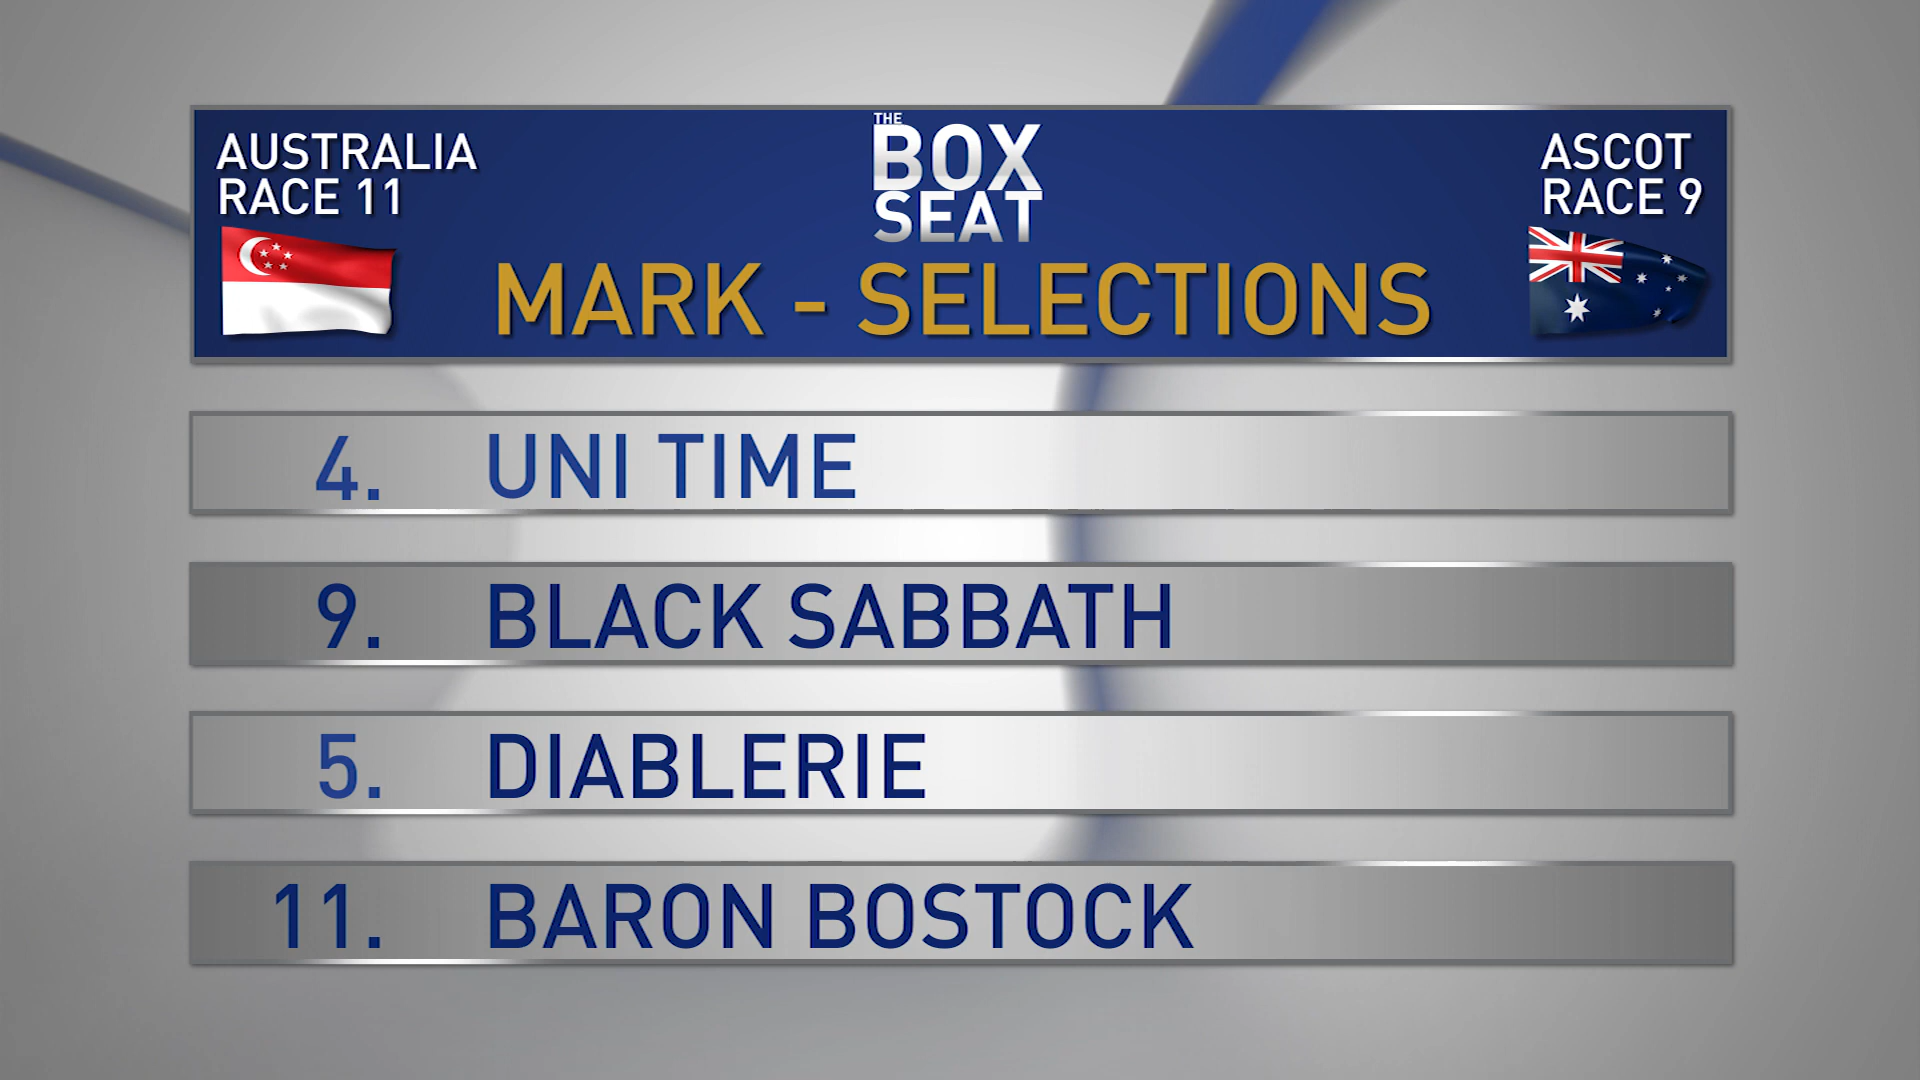 AUSTRALIA
RACE 11
THE
BOX
SEAT
ASCOT
RACE 9
MARK - SELECTIONS
4. UNI TIME
9. BLACK SABBATH
5. DIABLERIE
11. BARON BOSTOCK